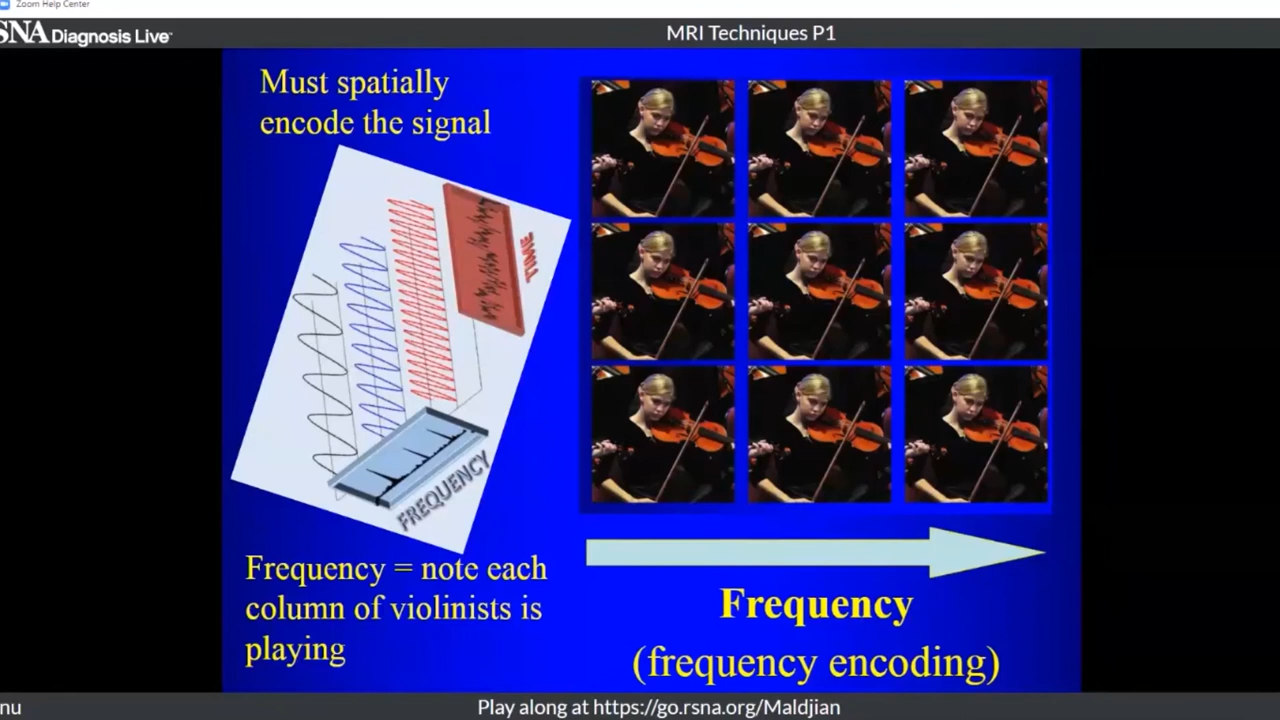 Zoom Help Center
SNA Diagnosis Live
MRI Techniques P1
Must spatially
encode the signal
TIME
FREQUENCY
Frequency = note each
column of violinists is
playing
Frequency
(frequency encoding)
nu
Play along at https://go.rsna.org/Maldjian